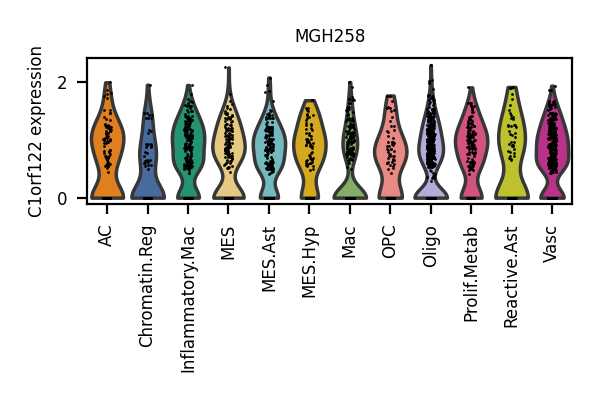 MGH258
C1orf122 expression
2
0
AC
Chromatin.Reg
Inflammatory.Mac
MES
MES.Ast
MES.Hyp
Mac
OPC
Oligo
Prolif.Metab
Reactive.Ast
Vasc